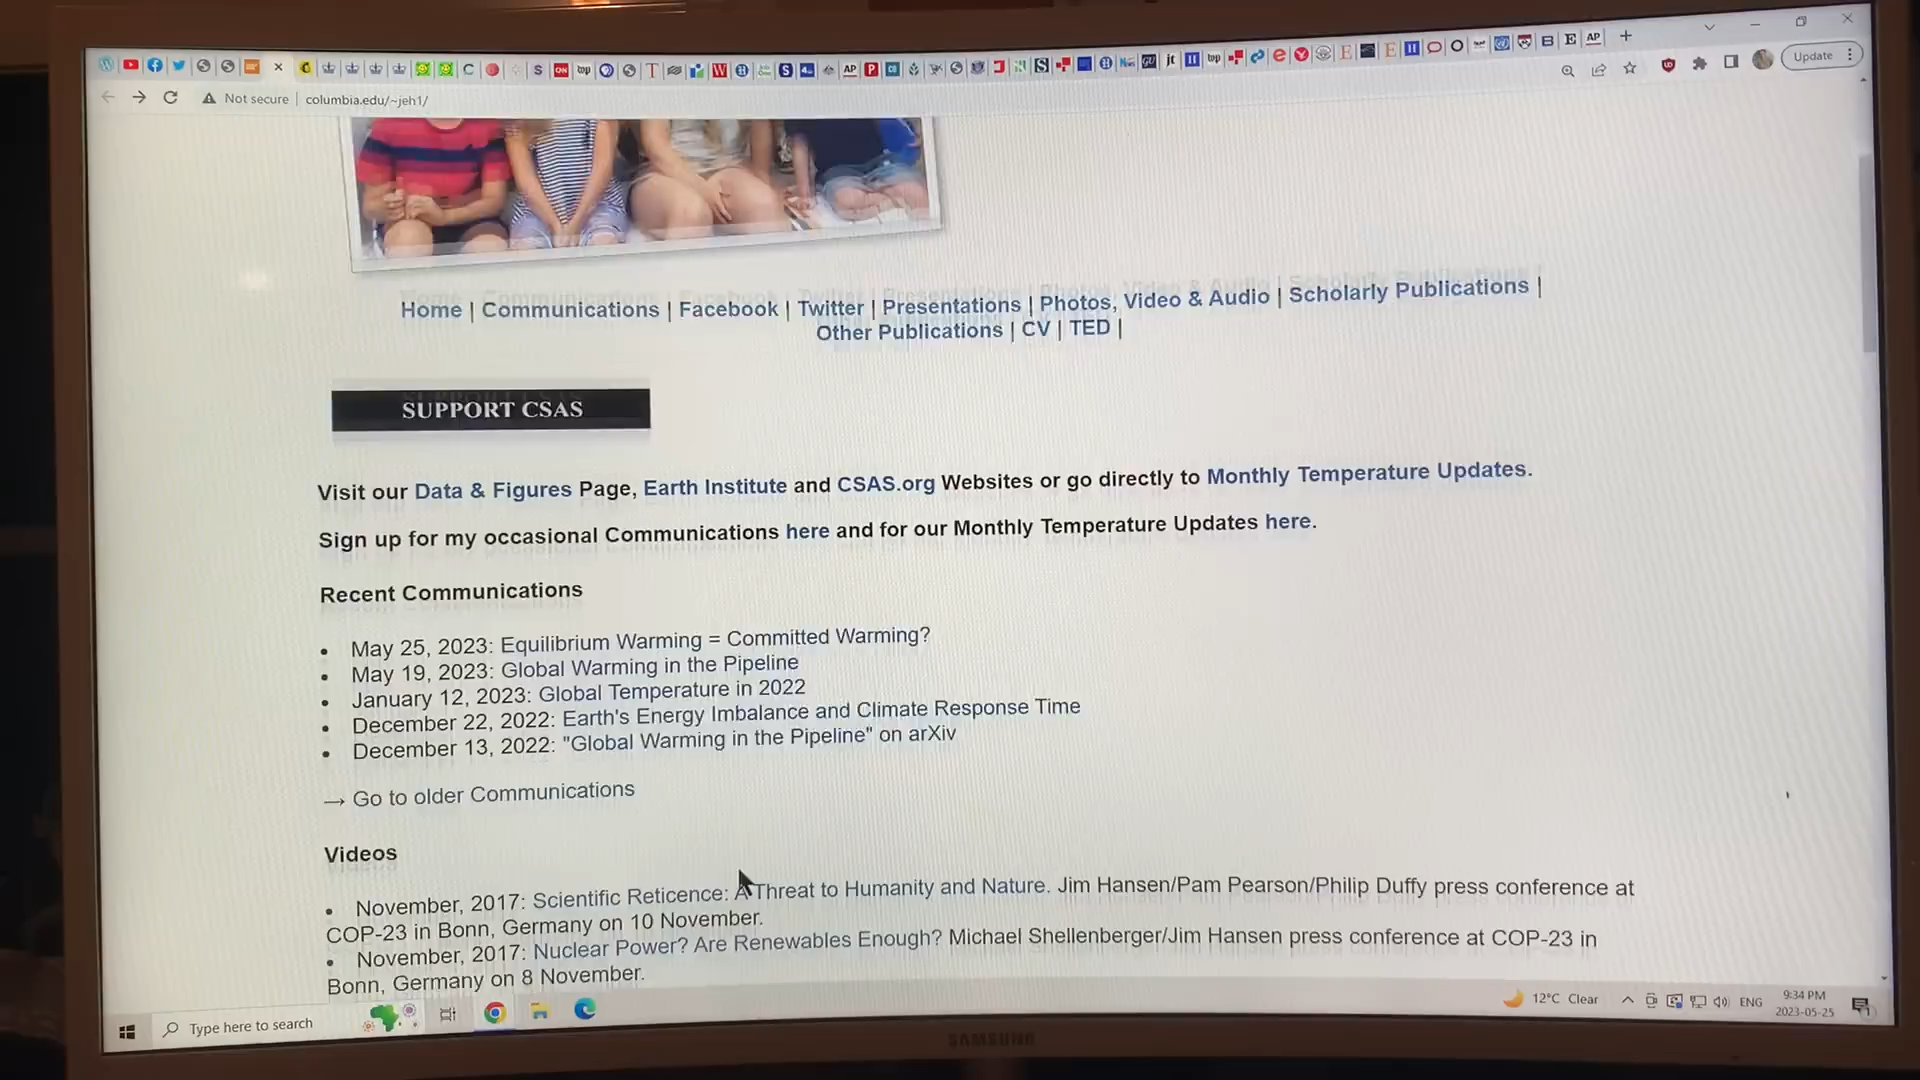 Update
Not secure | columbia.edu/~jeh1/
Home | Communications | Facebook | Twitter | Presentations | Photos, Video & Audio | Scholarly Publications |
Other Publications | CV | TED |
SUPPORT CSAS
Visit our Data & Figures Page, Earth Institute and CSAS.org Websites or go directly to Monthly Temperature Updates.
Sign up for my occasional Communications here and for our Monthly Temperature Updates here.
Recent Communications
• May 25, 2023: Equilibrium Warming = Committed Warming?
• May 19, 2023: Global Warming in the Pipeline
• January 12, 2023: Global Temperature in 2022
• December 22, 2022: Earth's Energy Imbalance and Climate Response Time
• December 13, 2022: "Global Warming in the Pipeline" on arXiv
→ Go to older Communications
Videos
• November, 2017: Scientific Reticence: A Threat to Humanity and Nature. Jim Hansen/Pam Pearson/Philip Duffy press conference at
COP-23 in Bonn, Germany on 10 November.
• November, 2017: Nuclear Power? Are Renewables Enough? Michael Shellenberger/Jim Hansen press conference at COP-23 in
Bonn, Germany on 8 November.
Type here to search
12°C Clear
ENG
9:34 PM
2023-05-25
SAMSUNG